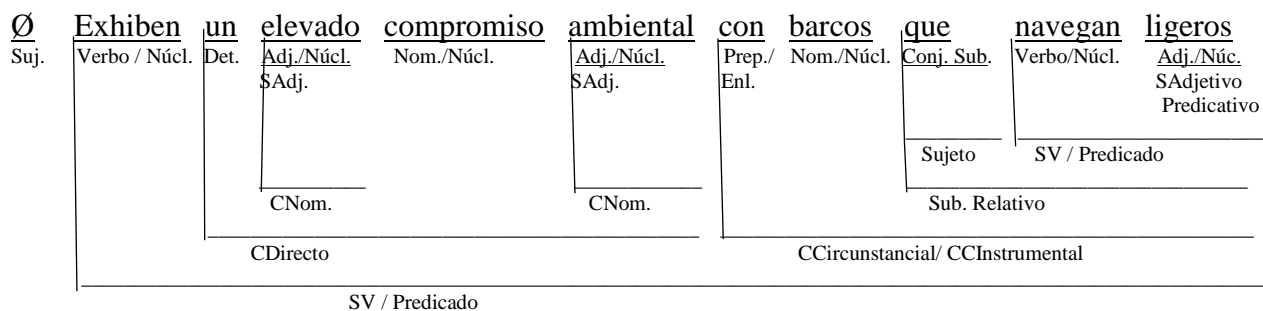 Ø Exhiben un elevado compromiso ambiental con barcos que navegan ligeros
Suj. Verbo / Núcl. Det. Adj./Núcl. Nom./Núcl. Adj./Núcl. Prep./ Nom./Núcl. Conj. Sub. Verbo/Núcl. Adj./Núc.
SAdj. SAdj. Enl. SAdjetivo
Predicativo
Sujeto SV / Predicado
CNom. CNom. Sub. Relativo
CDirecto CCircunstancial/ CCInstrumental
SV / Predicado